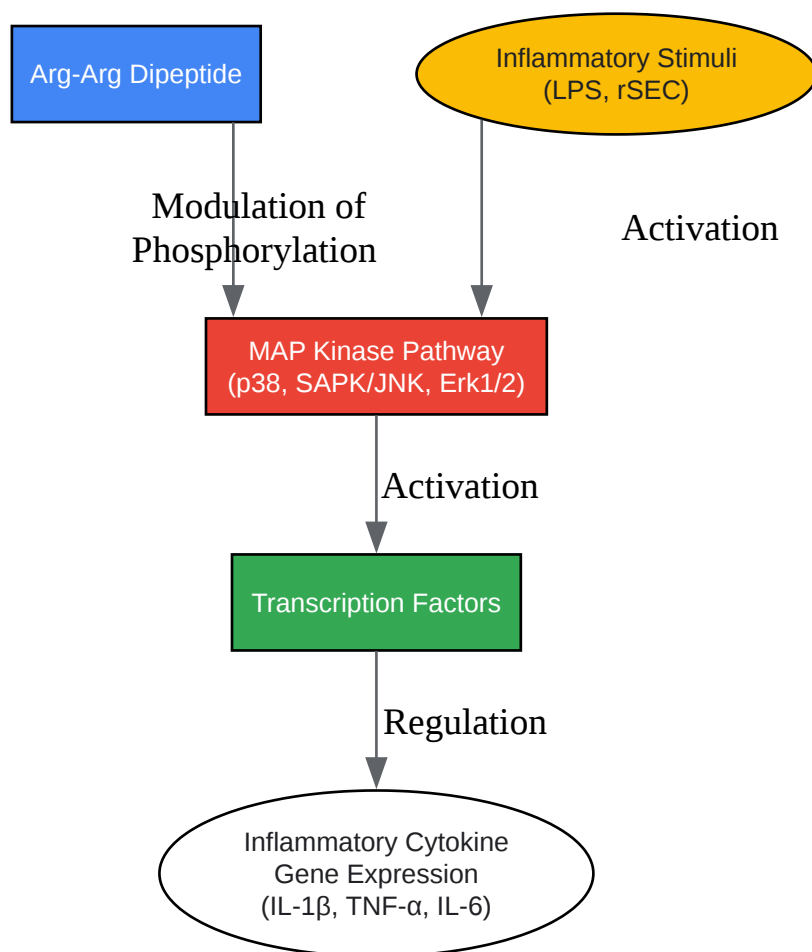 Arg-Arg Dipeptide
Inflammatory Stimuli
(LPS, rSEC)
Modulation of
Phosphorylation
Activation
MAP Kinase Pathway
(p38, SAPK/JNK, Erk1/2)
Activation
Transcription Factors
Regulation
Inflammatory Cytokine
Gene Expression
(IL-1β, TNF-α, IL-6)